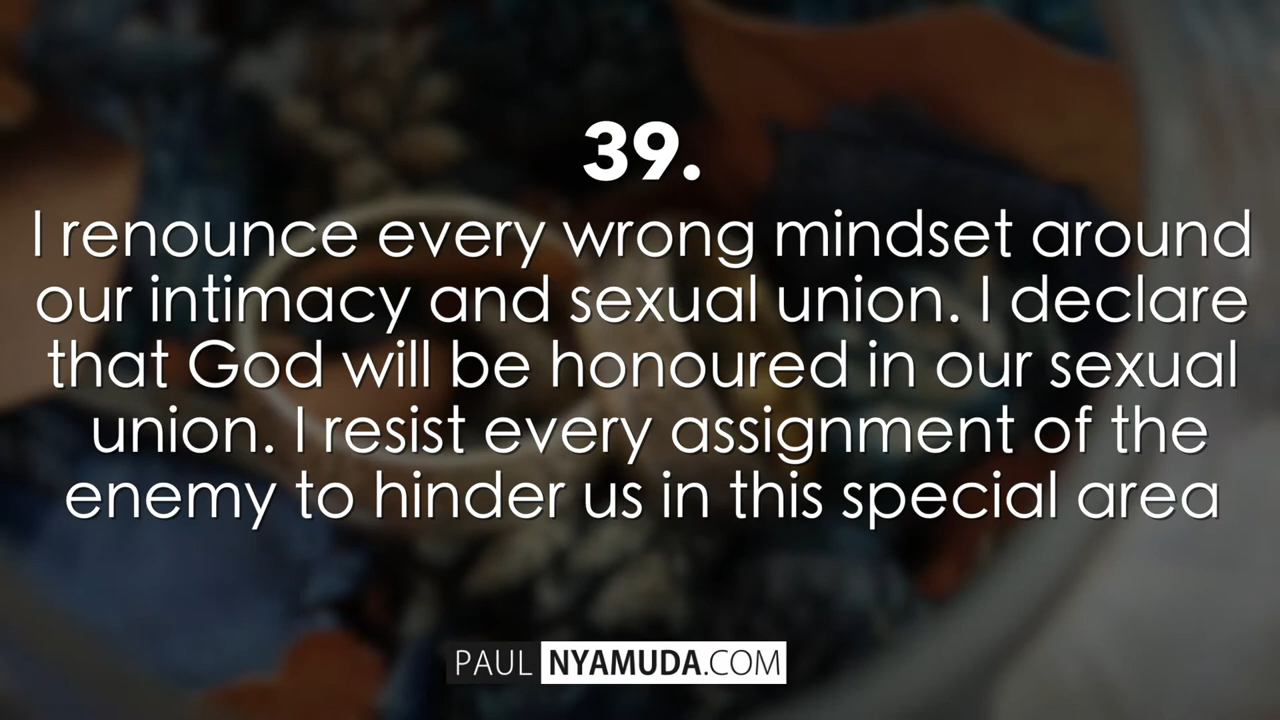 39.
I renounce every wrong mindset around
our intimacy and sexual union. I declare
that God will be honoured in our sexual
union. I resist every assignment of the
enemy to hinder us in this special area
PAUL NYAMUDA.COM